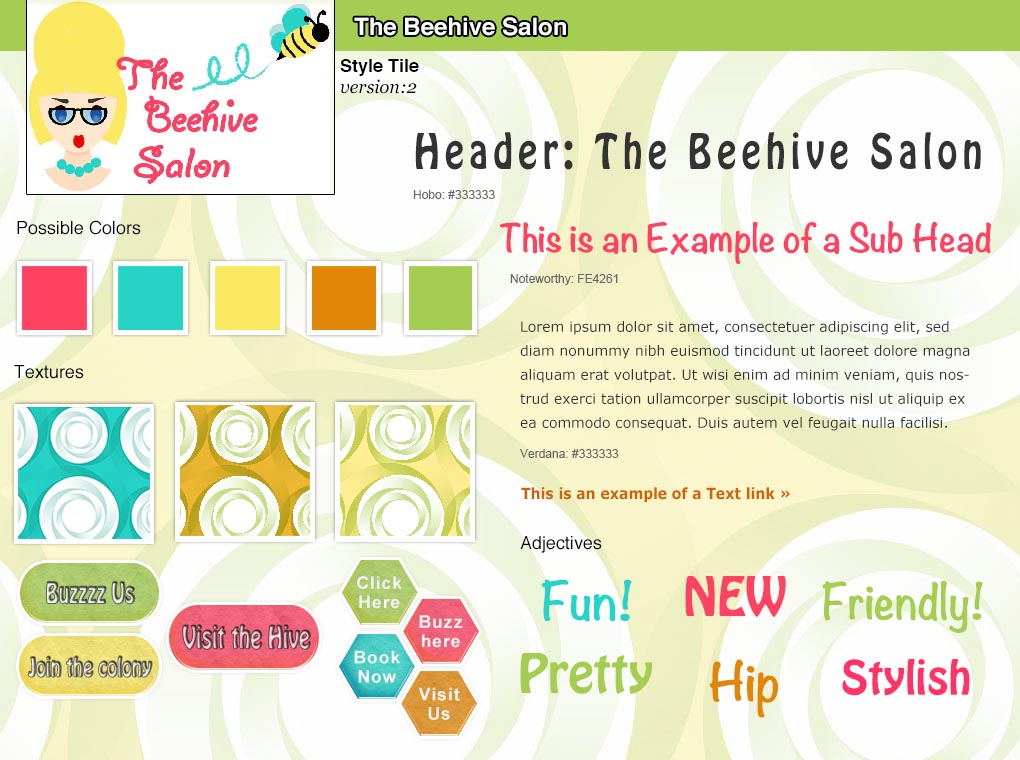 The Beehive Salon
The
Beehive
Salon
Style Tile
version:2
Header: The Beehive Salon
Hobo: #333333
Possible Colors
This is an Example of a Sub Head
Noteworthy: FE4261
Lorem ipsum dolor sit amet, consectetuer adipiscing elit, sed
diam nonummy nibh euismod tincidunt ut laoreet dolore magna
aliquam erat volutpat. Ut wisi enim ad minim veniam, quis nos-
trud exerci tation ullamcorper suscipit lobortis nisl ut aliquip ex
ea commodo consequat. Duis autem vel feugait nulla facilisi.
Verdana: #333333
Textures
This is an example of a Text link »
Adjectives
Buzzzz Us
Join the colony
Visit the Hive
Click
Here
Buzz
here
Book
Now
Visit
Us
Fun!
NEW
Friendly!
Pretty
Hip
Stylish